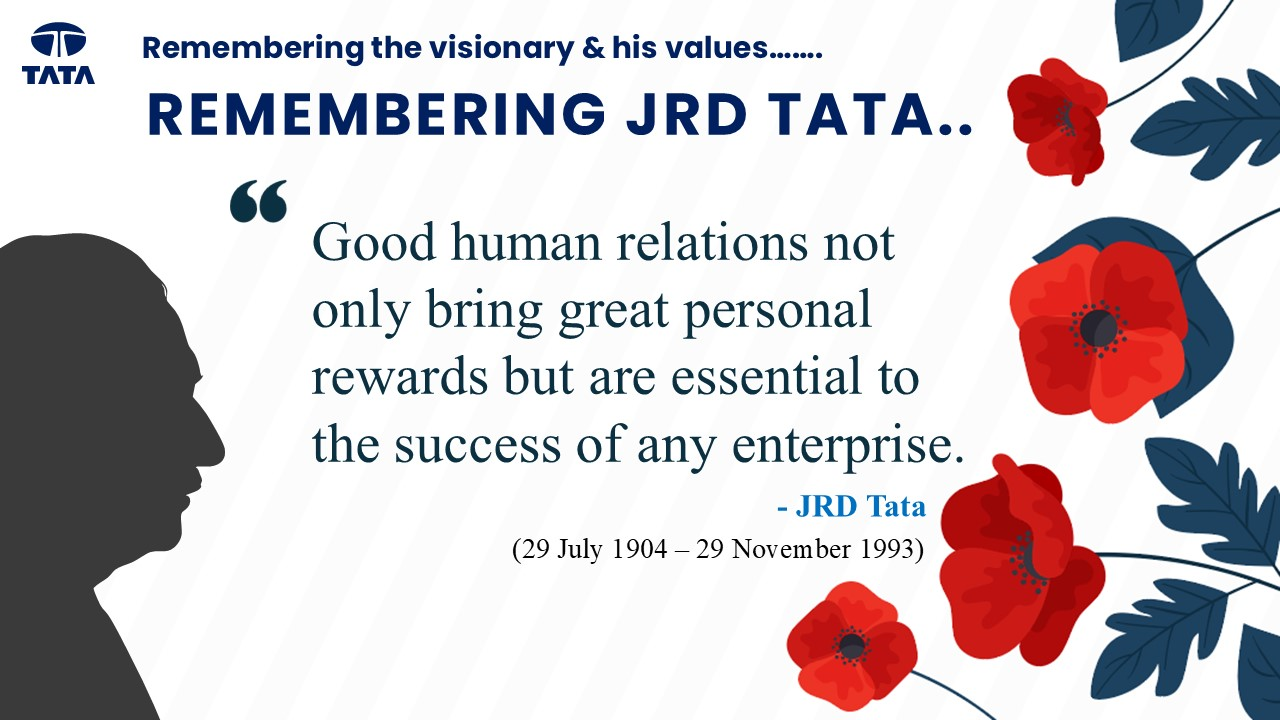 TATA
Remembering the visionary & his values.......
REMEMBERING JRD TATA..
“
Good human relations not
only bring great personal
rewards but are essential to
the success of any enterprise.
- JRD Tata
(29 July 1904 – 29 November 1993)